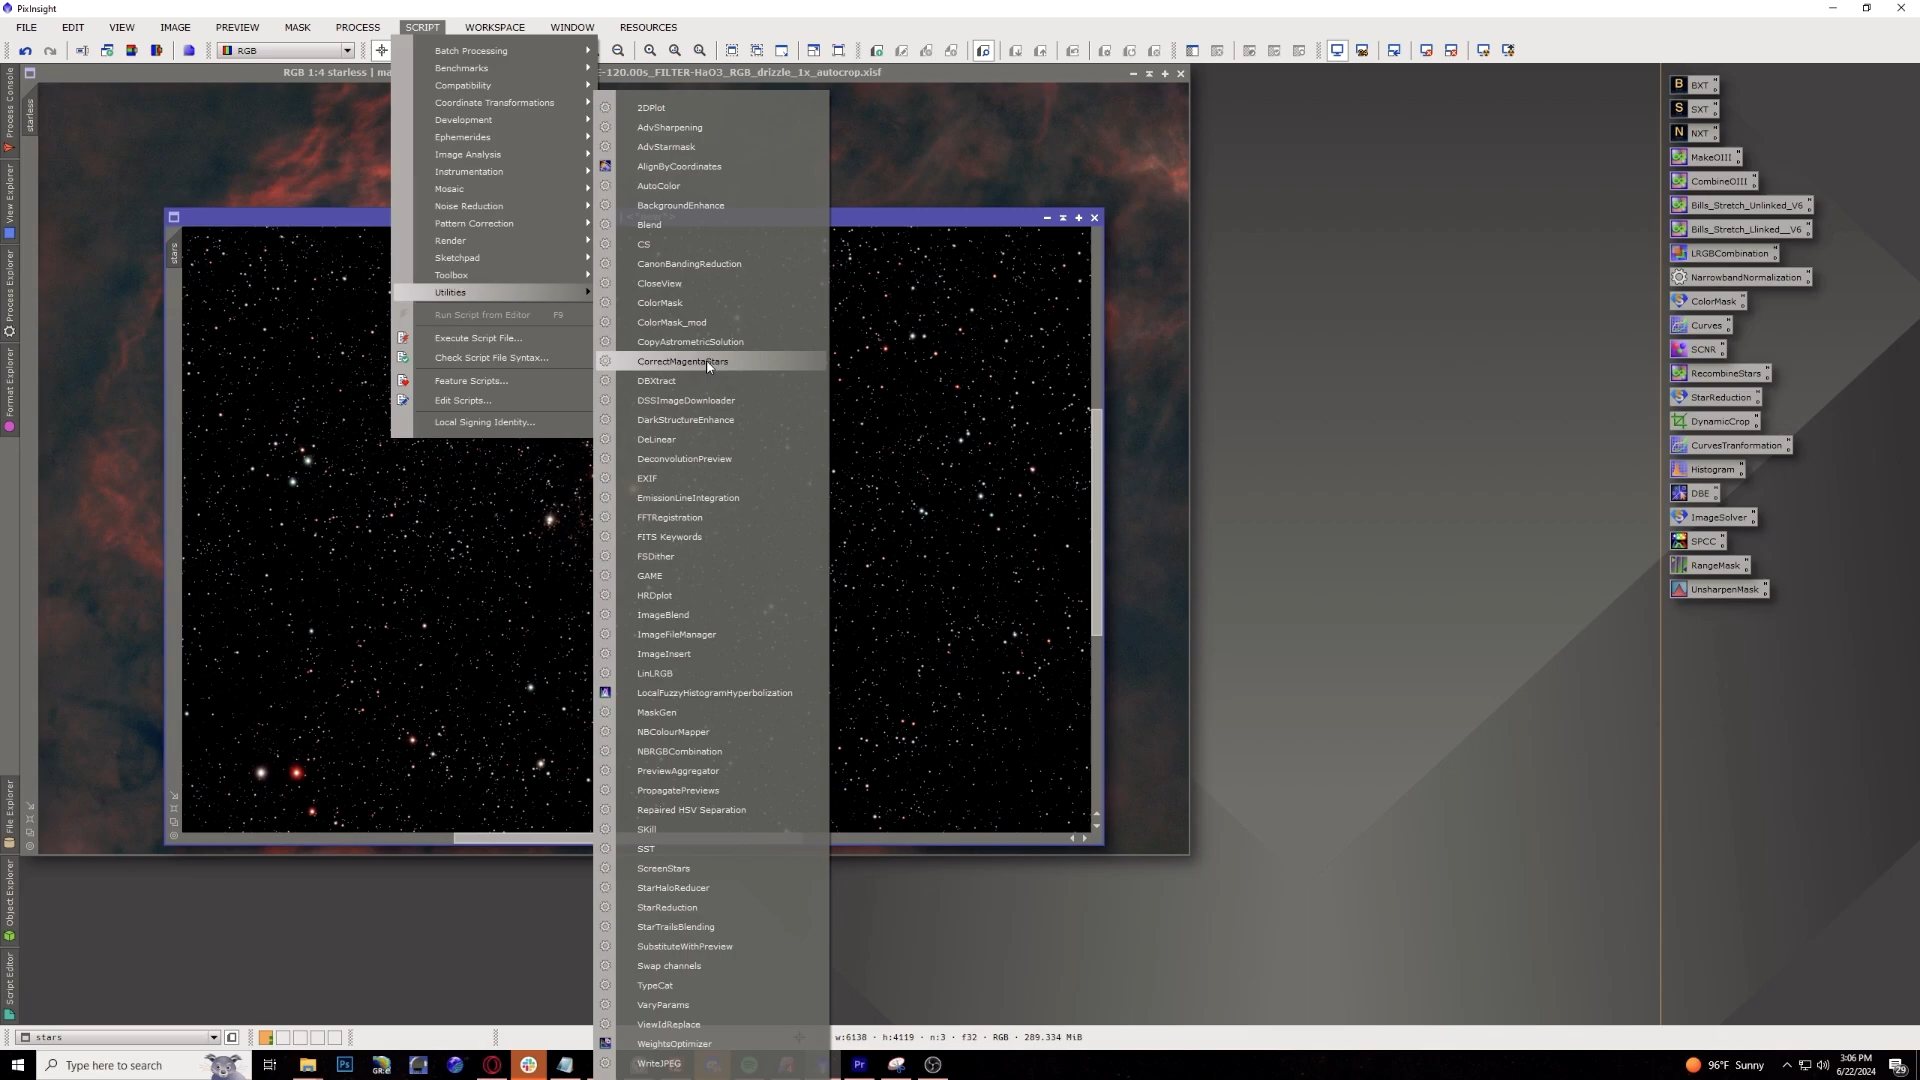 PixInsight
FILE EDIT VIEW IMAGE PREVIEW MASK PROCESS SCRIPT WORKSPACE WINDOW RESOURCES
RGB
RGB 1:4 starless | ma
E-120.00s_FILTER-HaO3_RGB_drizzle_1x_autocrop.xisf
Process Console
View Explorer
Process Explorer
Format Explorer
File Explorer
Object Explorer
Script Editor
starless
stars
Batch Processing
Benchmarks
Compatibility
Coordinate Transformations
Development
Ephemerides
Image Analysis
Instrumentation
Mosaic
Noise Reduction
Pattern Correction
Render
Sketchpad
Toolbox
Utilities
Run Script from Editor F9
Execute Script File...
Check Script File Syntax...
Feature Scripts...
Edit Scripts...
Local Signing Identity...
2DPlot
AdvSharpening
AdvStarmask
AlignByCoordinates
AutoColor
BackgroundEnhance
Blend
CS
CanonBandingReduction
CloseView
ColorMask
ColorMask_mod
CopyAstrometricSolution
CorrectMagentaStars
DBXtract
DSSImageDownloader
DarkStructureEnhance
DeLinear
DeconvolutionPreview
EXIF
EmissionLineIntegration
FFTRegistration
FITS Keywords
FSDither
GAME
HRDplot
ImageBlend
ImageFileManager
ImageInsert
LinLRGB
LocalFuzzyHistogramHyperbolization
MaskGen
NBColourMapper
NBRGBCombination
PreviewAggregator
PropagatePreviews
Repaired HSV Separation
SKill
SST
ScreenStars
StarHaloReducer
StarReduction
StarTrailsBlending
SubstituteWithPreview
Swap channels
TypeCat
VaryParams
ViewIdReplace
WeightsOptimizer
WriteJPEG
B BXT
S SXT
N NXT
MakeOIII
CombineOIII
Bills_Stretch_Unlinked_V6
Bills_Stretch_Llinked__V6
LRGBCombination
NarrowbandNormalization
ColorMask
Curves
SCNR
RecombineStars
StarReduction
DynamicCrop
CurvesTranformation
Histogram
DBE
ImageSolver
SPCC
RangeMask
UnsharpenMask
stars
w:6138 · h:4119 · n:3 · f32 · RGB · 289.334 MiB
Type here to search
Ps
GR:
Pr
96°F Sunny
3:06 PM
6/22/2024
29